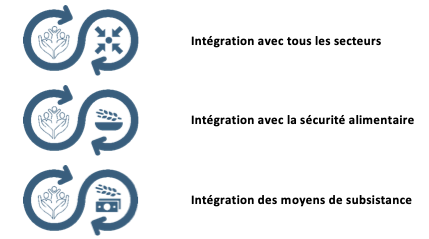 Intégration avec tous les secteurs
Intégration avec la sécurité alimentaire
Intégration des moyens de subsistance